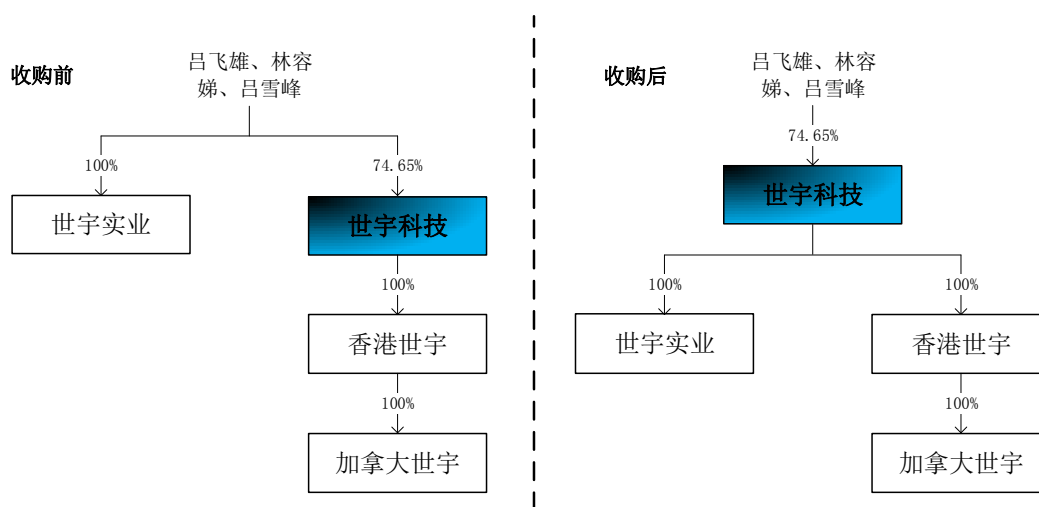 收购前
吕飞雄、林容
娣、吕雪峰
100%
74.65%
世宇实业
世宇科技
100%
香港世宇
100%
加拿大世宇
收购后
吕飞雄、林容
娣、吕雪峰
74.65%
世宇科技
100%
100%
世宇实业
香港世宇
100%
加拿大世宇